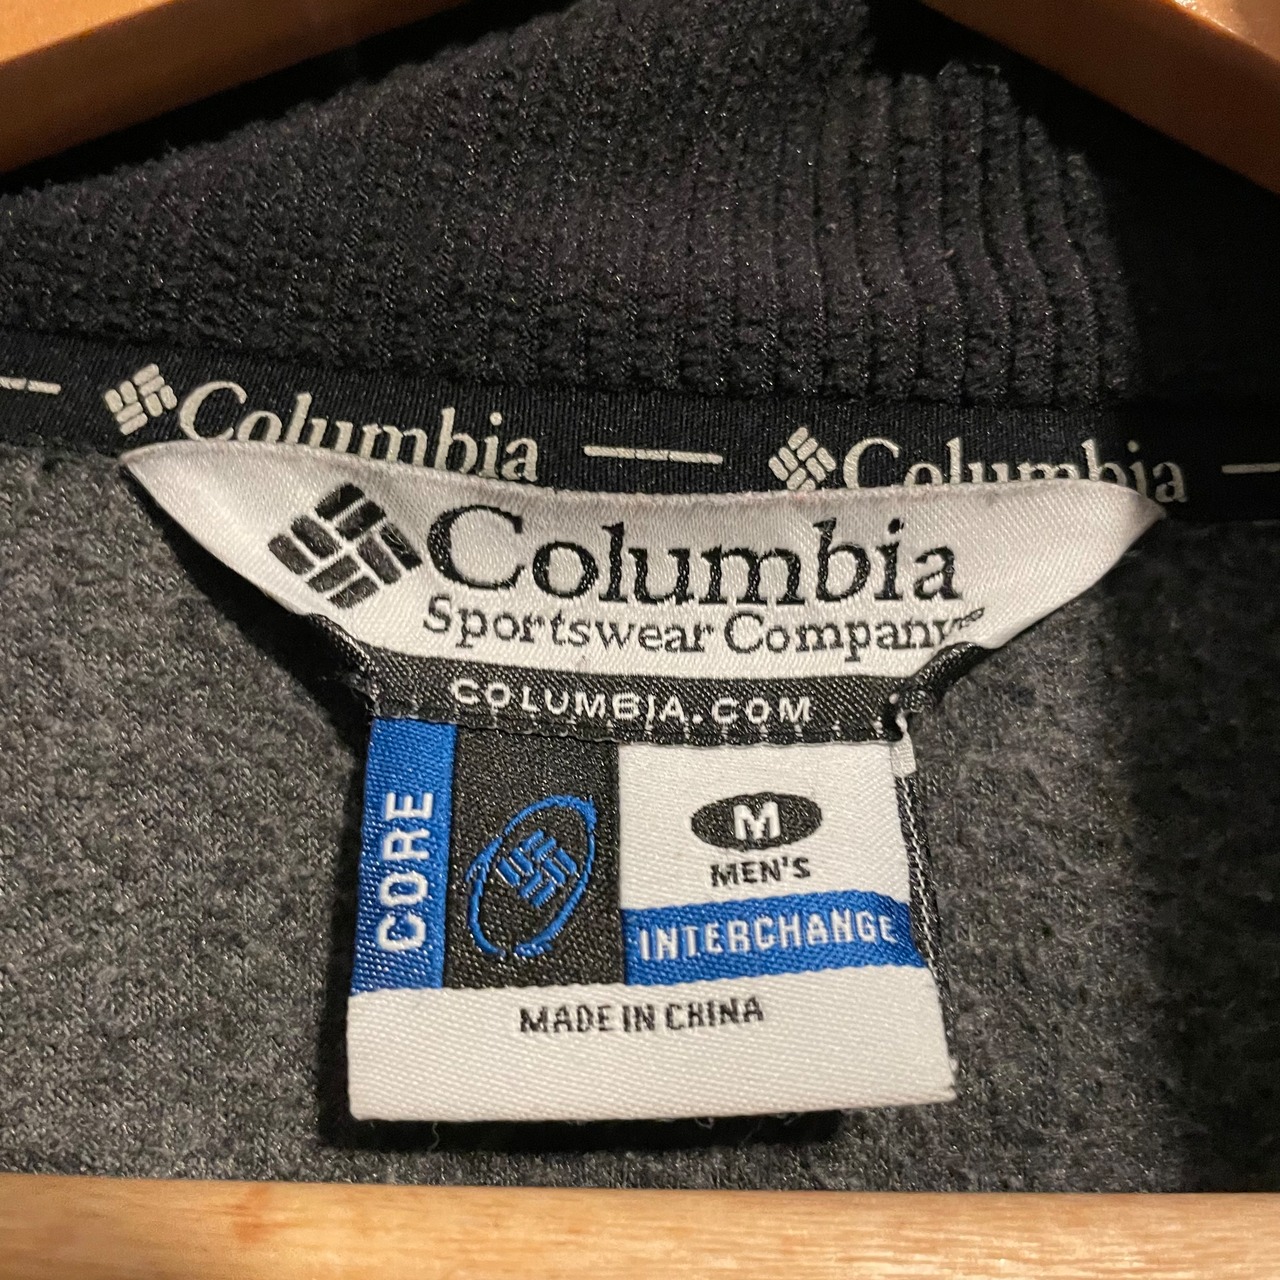 Columbia
Columbia
Columbia
Sportswear Company
COLUMBIA.COM
CORE
M
MEN'S
INTERCHANGE
MADE IN CHINA